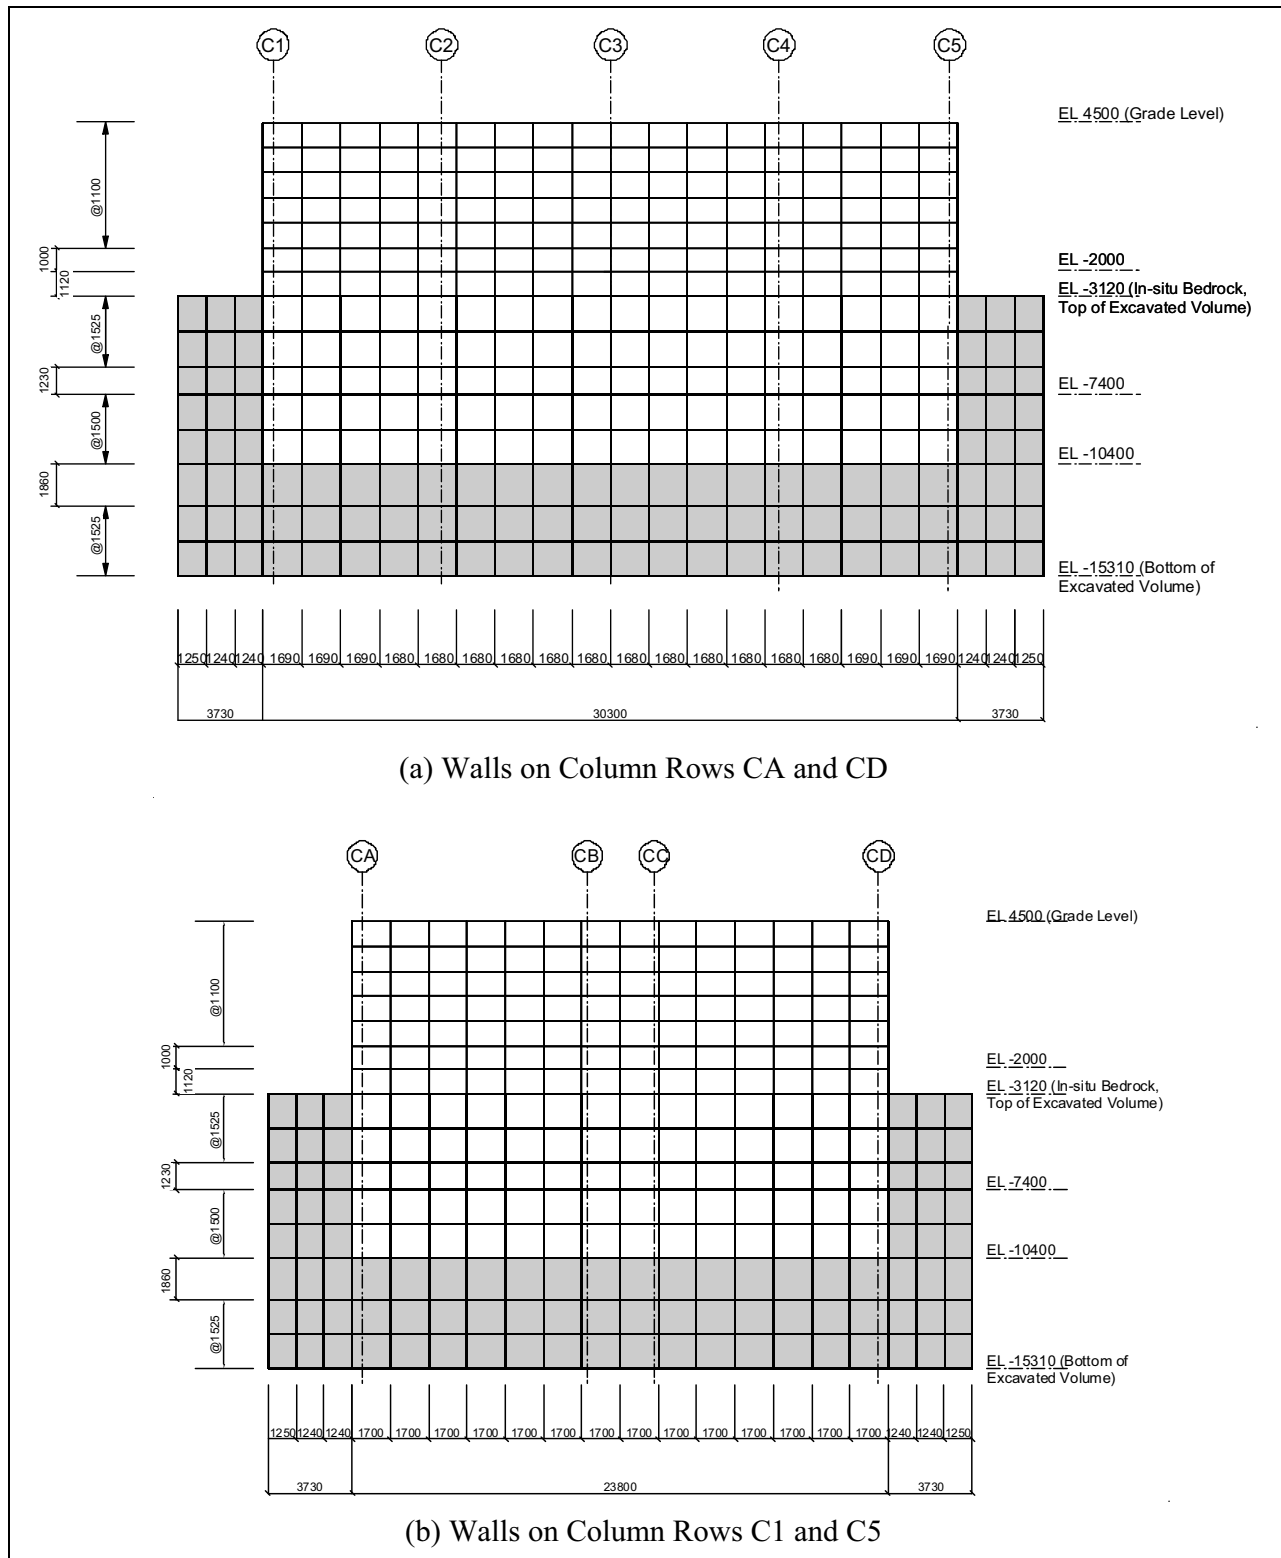 C1 C2 C3 C4 C5
EL 4500 (Grade Level)
@1100
1000
EL -2000
1120
EL -3120 (In-situ Bedrock,
Top of Excavated Volume)
@1525
1230
EL -7400
@1500
EL -10400
1860
@1525
EL -15310 (Bottom of
Excavated Volume)
1250 1240 1240 1690 1690 1690 1680 1680 1680 1680 1680 1680 1680 1680 1680 1680 1680 1680 1690 1690 1690 1240 1240 1250
3730 30300 3730
(a) Walls on Column Rows CA and CD
CA CB CC CD
EL 4500 (Grade Level)
@1100
1000
EL -2000
1120
EL -3120 (In-situ Bedrock,
Top of Excavated Volume)
@1525
1230
EL -7400
@1500
EL -10400
1860
@1525
EL -15310 (Bottom of
Excavated Volume)
1250 1240 1240 1700 1700 1700 1700 1700 1700 1700 1700 1700 1700 1700 1700 1700 1700 1240 1240 1250
3730 23800 3730
(b) Walls on Column Rows C1 and C5